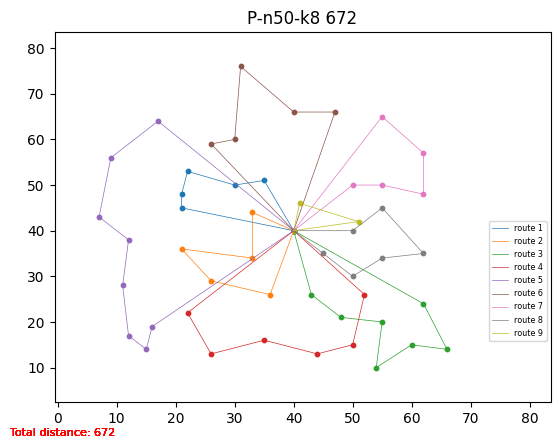 P-n50-k8 672
80
70
60
50
40
30
20
10
0 10 20 30 40 50 60 70 80
route 1
route 2
route 3
route 4
route 5
route 6
route 7
route 8
route 9
Total distance: 672